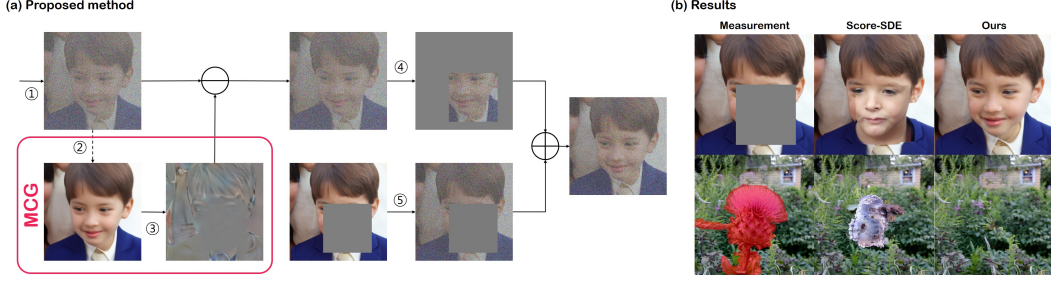 (a) Proposed method
(b) Results
Measurement
Score-SDE
Ours
①
④
②
MCG
③
⑤